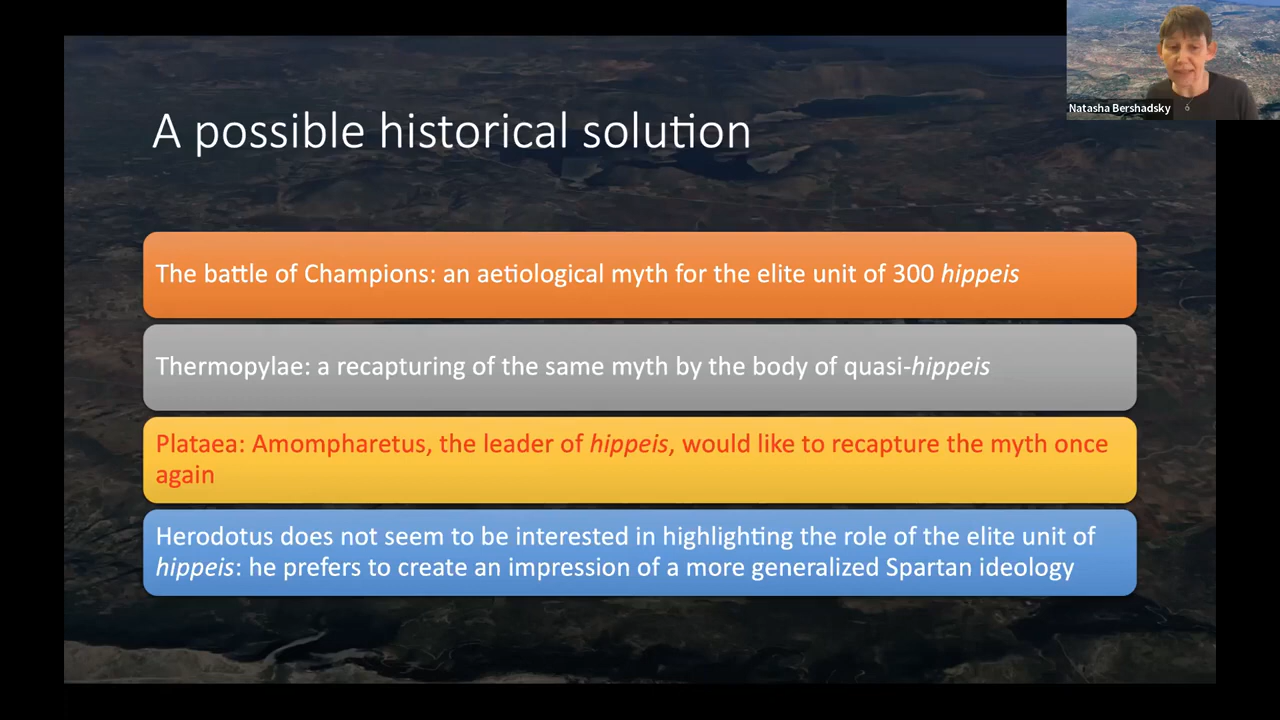 Natasha Bershadsky
A possible historical solution
The battle of Champions: an aetiological myth for the elite unit of 300 hippeis
Thermopylae: a recapturing of the same myth by the body of quasi-hippeis
Plataea: Amompharetus, the leader of hippeis, would like to recapture the myth once
again
Herodotus does not seem to be interested in highlighting the role of the elite unit of
hippeis: he prefers to create an impression of a more generalized Spartan ideology